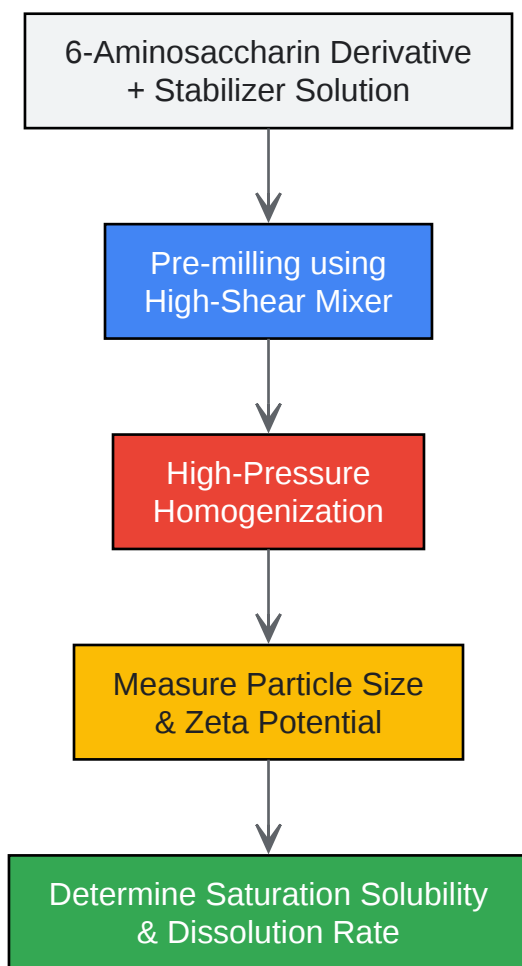 6-Aminosaccharin Derivative
+ Stabilizer Solution
Pre-milling using
High-Shear Mixer
High-Pressure
Homogenization
Measure Particle Size
& Zeta Potential
Determine Saturation Solubility
& Dissolution Rate